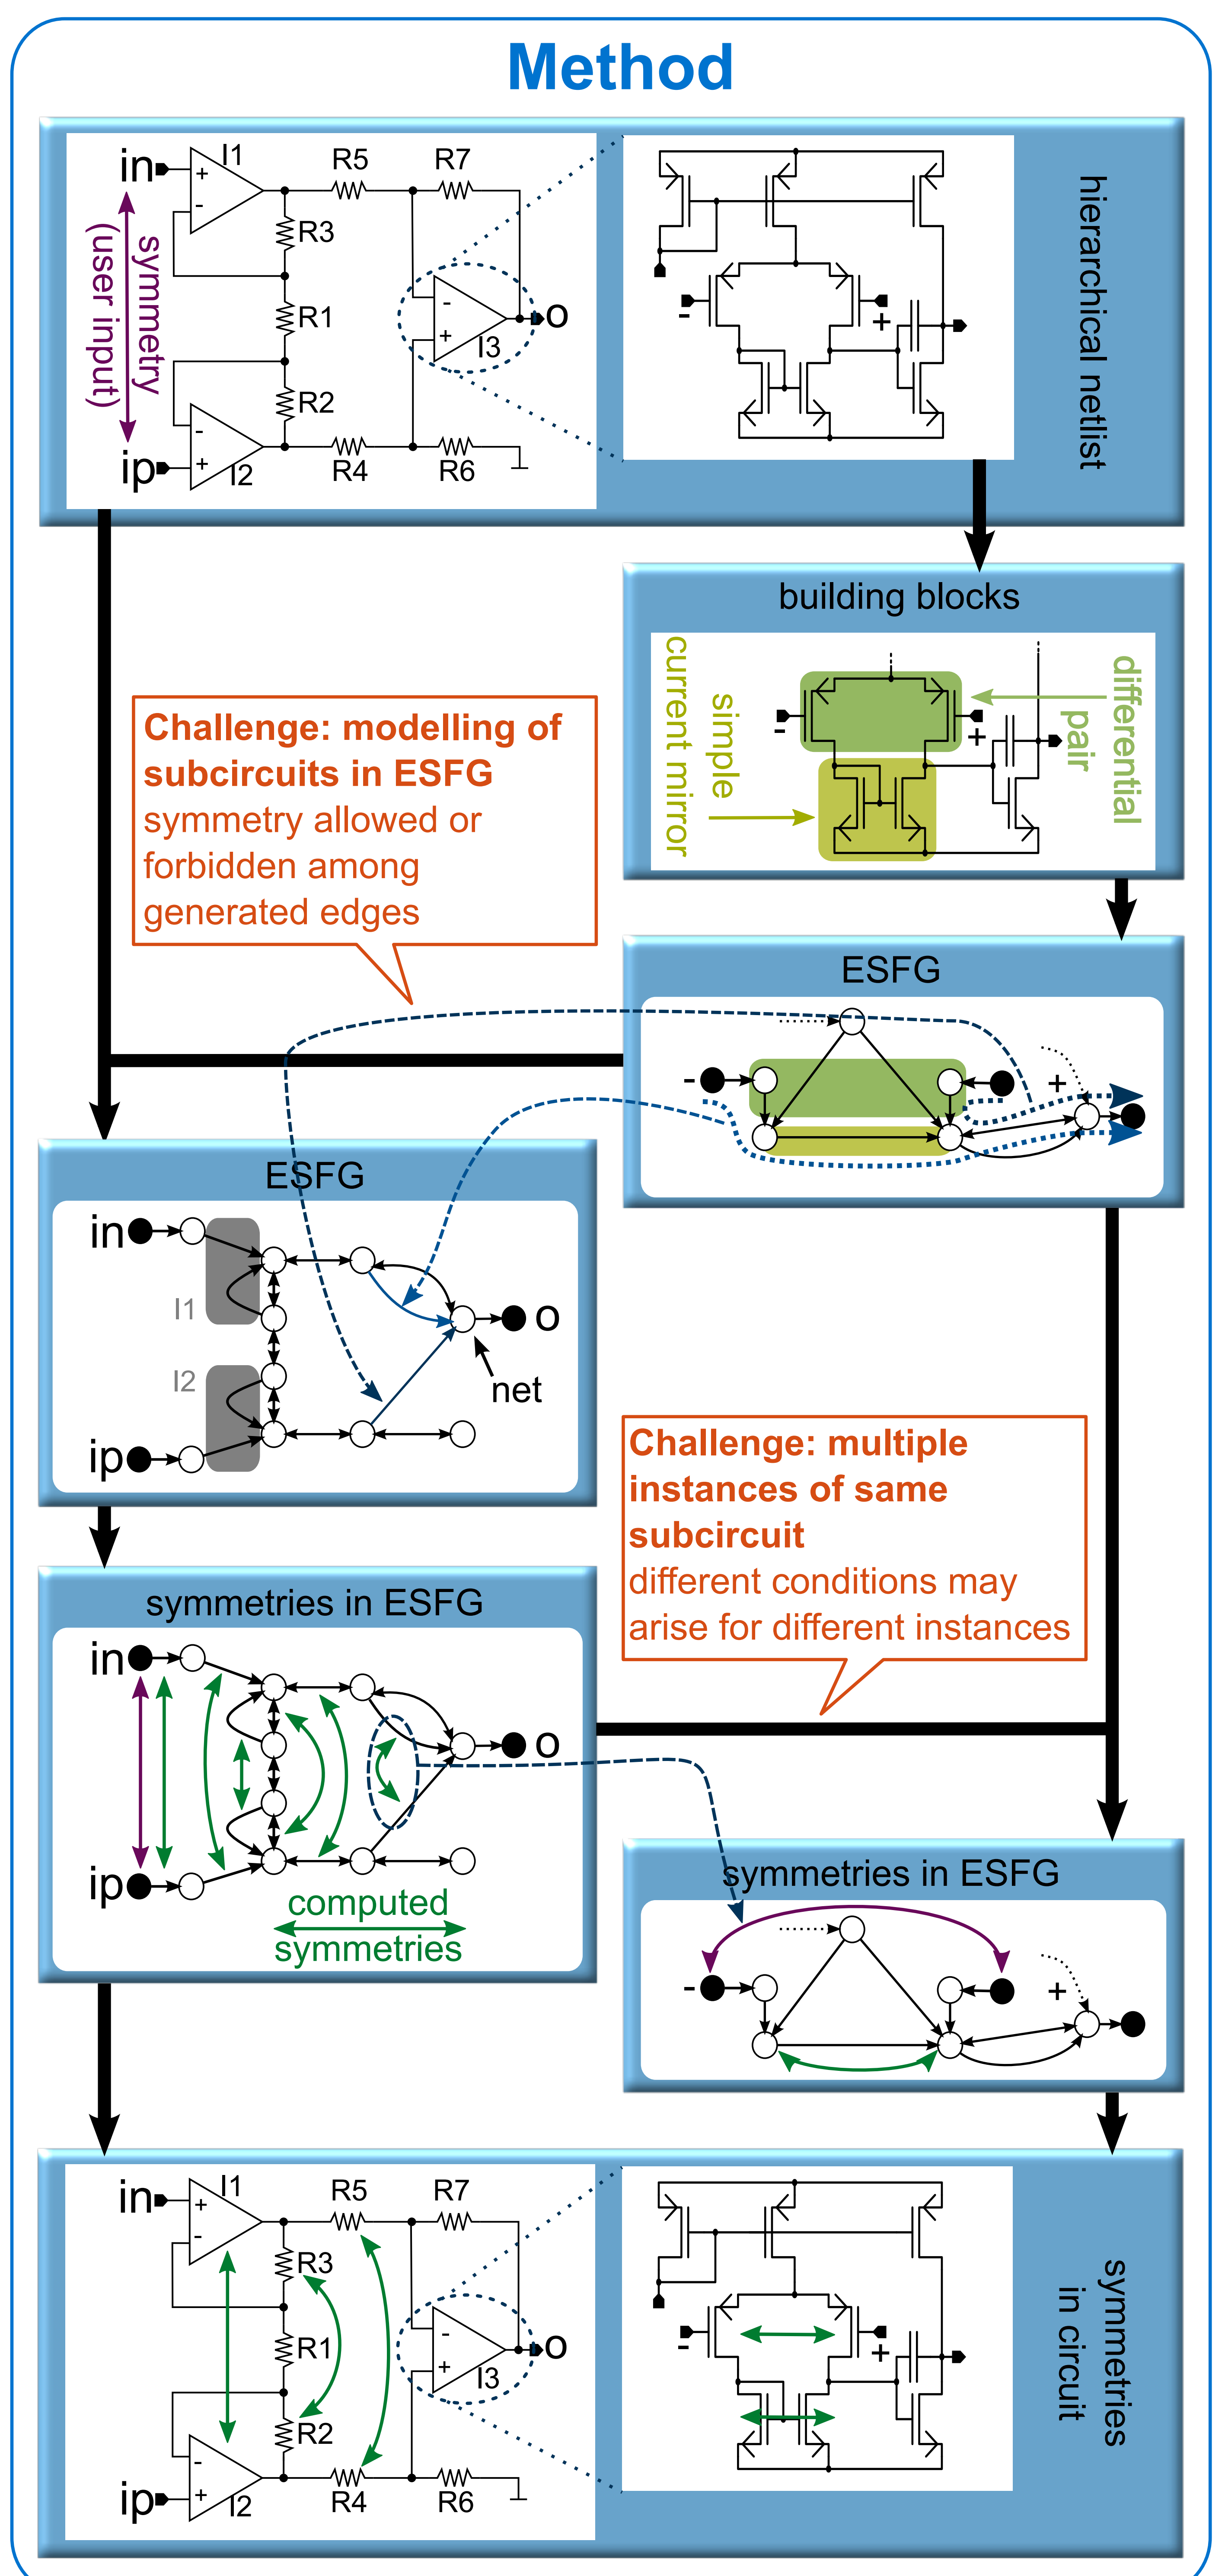 Method
in
I1
R5
R7
+
-
R3
symmetry
(user input)
R1
-
+
I3
o
R2
-
+
ip
I2
R4
R6
-
+
hierarchical netlist
building blocks
-
+
differential
pair
simple
current mirror
Challenge: modelling of
subcircuits in ESFG
symmetry allowed or
forbidden among
generated edges
ESFG
-
+
ESFG
in
I1
o
I2
net
ip
Challenge: multiple
instances of same
subcircuit
different conditions may
arise for different instances
symmetries in ESFG
in
o
ip
computed
symmetries
symmetries in ESFG
-
+
in
I1
R5
R7
+
-
R3
R1
-
+
I3
o
R2
-
+
ip
I2
R4
R6
-
+
symmetries
in circuit